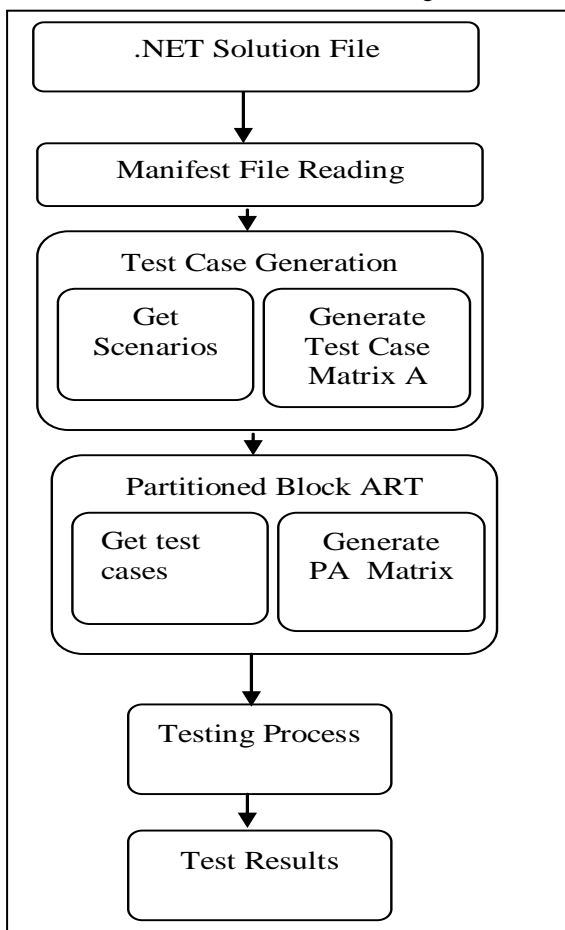 .NET Solution File
Manifest File Reading
Test Case Generation
Get
Scenarios
Generate
Test Case
Matrix A
Partitioned Block ART
Get test
cases
Generate
PA Matrix
Testing Process
Test Results